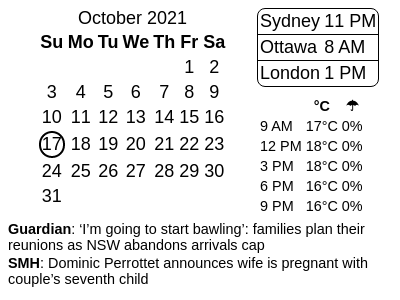 October 2021
Su Mo Tu We Th Fr Sa
1 2
3 4 5 6 7 8 9
10 11 12 13 14 15 16
17 18 19 20 21 22 23
24 25 26 27 28 29 30
31
Sydney 11 PM
Ottawa 8 AM
London 1 PM
°C ☂
9 AM 17°C 0%
12 PM 18°C 0%
3 PM 18°C 0%
6 PM 16°C 0%
9 PM 16°C 0%
Guardian: ‘I’m going to start bawling’: families plan their
reunions as NSW abandons arrivals cap
SMH: Dominic Perrottet announces wife is pregnant with
couple’s seventh child